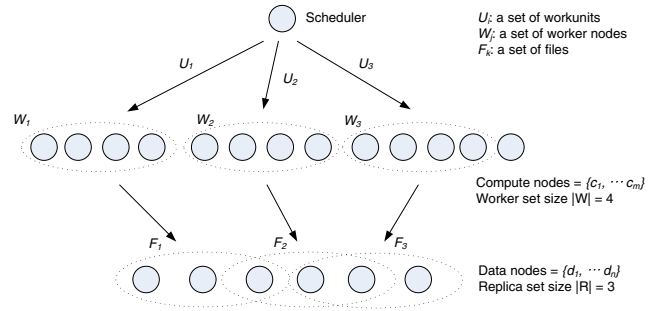 Scheduler
Ui: a set of workunits
Wj: a set of worker nodes
Fk: a set of files
U1
U2
U3
W1
W2
W3
Compute nodes = {c1, ⋯ cm}
Worker set size |W| = 4
F1
F2
F3
Data nodes = {d1, ⋯ dn}
Replica set size |R| = 3